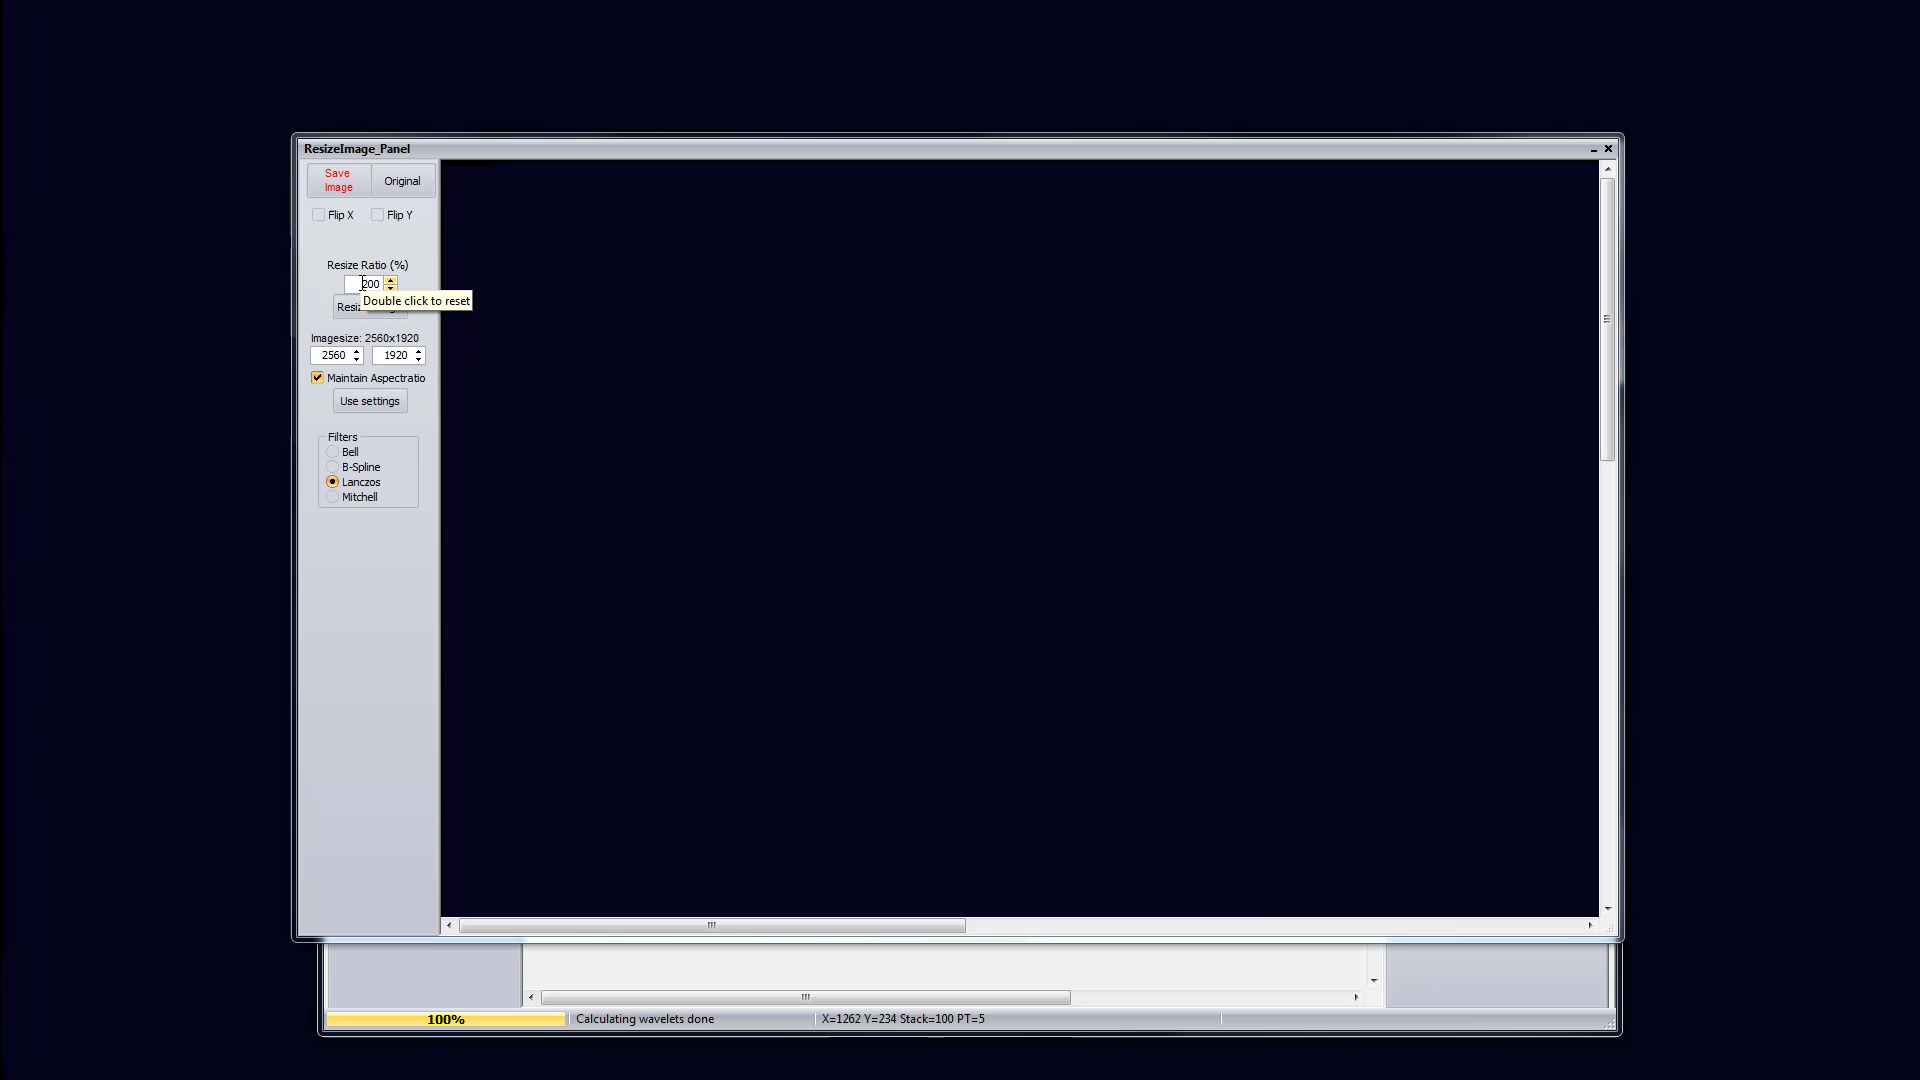 ResizeImage_Panel
Save
Image
Original
Flip X
Flip Y
Resize Ratio (%)
200
Double click to reset
Imagesize: 2560x1920
2560
1920
Maintain Aspectratio
Use settings
Filters
Bell
B-Spline
Lanczos
Mitchell
100%
Calculating wavelets done
X=1262 Y=234 Stack=100 PT=5